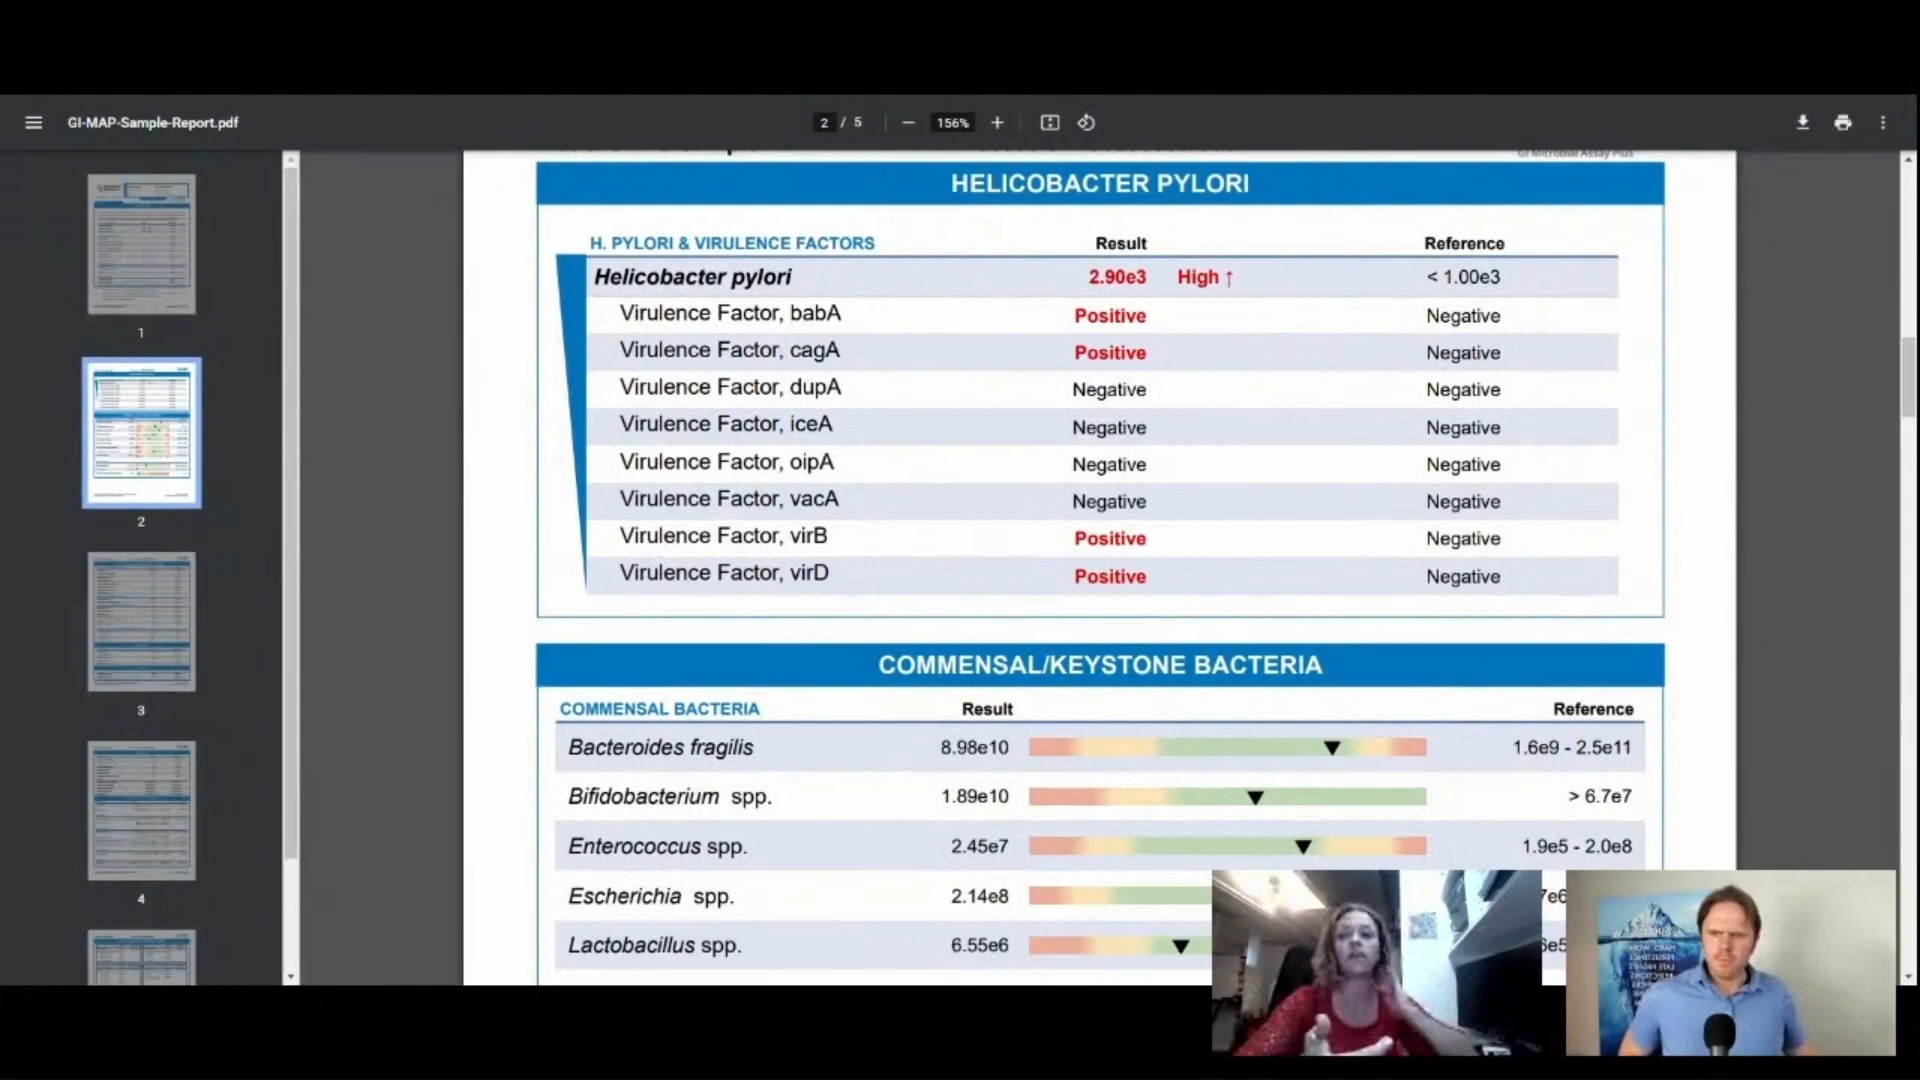 GI-MAP-Sample-Report.pdf
2 / 5
156%
GI Microbial Assay Plus
HELICOBACTER PYLORI
H. PYLORI & VIRULENCE FACTORS Result Reference
Helicobacter pylori 2.90e3 High ↑ < 1.00e3
Virulence Factor, babA Positive Negative
Virulence Factor, cagA Positive Negative
Virulence Factor, dupA Negative Negative
Virulence Factor, iceA Negative Negative
Virulence Factor, oipA Negative Negative
Virulence Factor, vacA Negative Negative
Virulence Factor, virB Positive Negative
Virulence Factor, virD Positive Negative
COMMENSAL/KEYSTONE BACTERIA
COMMENSAL BACTERIA Result Reference
Bacteroides fragilis 8.98e10 1.6e9 - 2.5e11
Bifidobacterium spp. 1.89e10 > 6.7e7
Enterococcus spp. 2.45e7 1.9e5 - 2.0e8
Escherichia spp. 2.14e8
Lactobacillus spp. 6.55e6
1
2
3
4